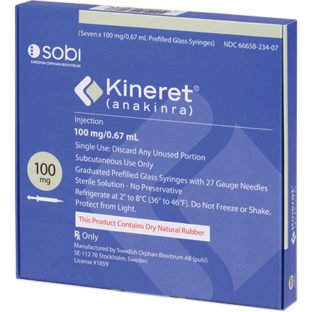 (Seven x 100 mg/0.67 mL Prefilled Glass Syringes)
NDC 66658-234-07
sobi
SWEDISH ORPHAN BIOVITRUM
Kineret®
(anakinra)
Injection
100 mg/0.67 mL
Single Use: Discard Any Unused Portion
Subcutaneous Use Only
Graduated Prefilled Glass Syringes with 27 Gauge Needles
Sterile Solution - No Preservative
Refrigerate at 2° to 8°C (36° to 46°F). Do Not Freeze or Shake.
Protect from Light.
100
mg
This Product Contains Dry Natural Rubber
Rx Only
Manufactured by Swedish Orphan Biovitrum AB (publ)
SE-112 76 Stockholm, Sweden
License #1859